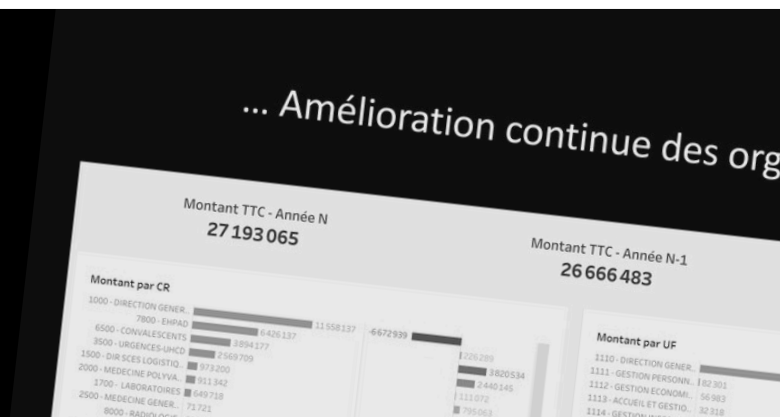 ... Amélioration continue des org
Montant TTC - Année N
27 193 065
Montant TTC - Année N-1
26 666 483
Montant par CR
1000 - DIRECTION GENER.. 11 558 137
7800 - EHPAD 6 426 137
6500 - CONVALESCENTS 3 894 177
3500 - URGENCES-UHCD 2 569 709
1500 - DIR SCES LOGISTIQ.. 973 200
2000 - MEDECINE POLYVA.. 911 342
1700 - LABORATOIRES 649 718
2500 - MEDECINE GENER.. 71 721
8000 - RADIOLOGI
-6 672 939
226 289
3 820 534
2 440 145
111 072
795 063
Montant par UF
1110 - DIRECTION GENER..
1111 - GESTION PERSONN.. 82 301
1112 - GESTION ECONOMI.. 56 983
1113 - ACCUEIL ET GESTIO.. 32 318
1114 - GESTION